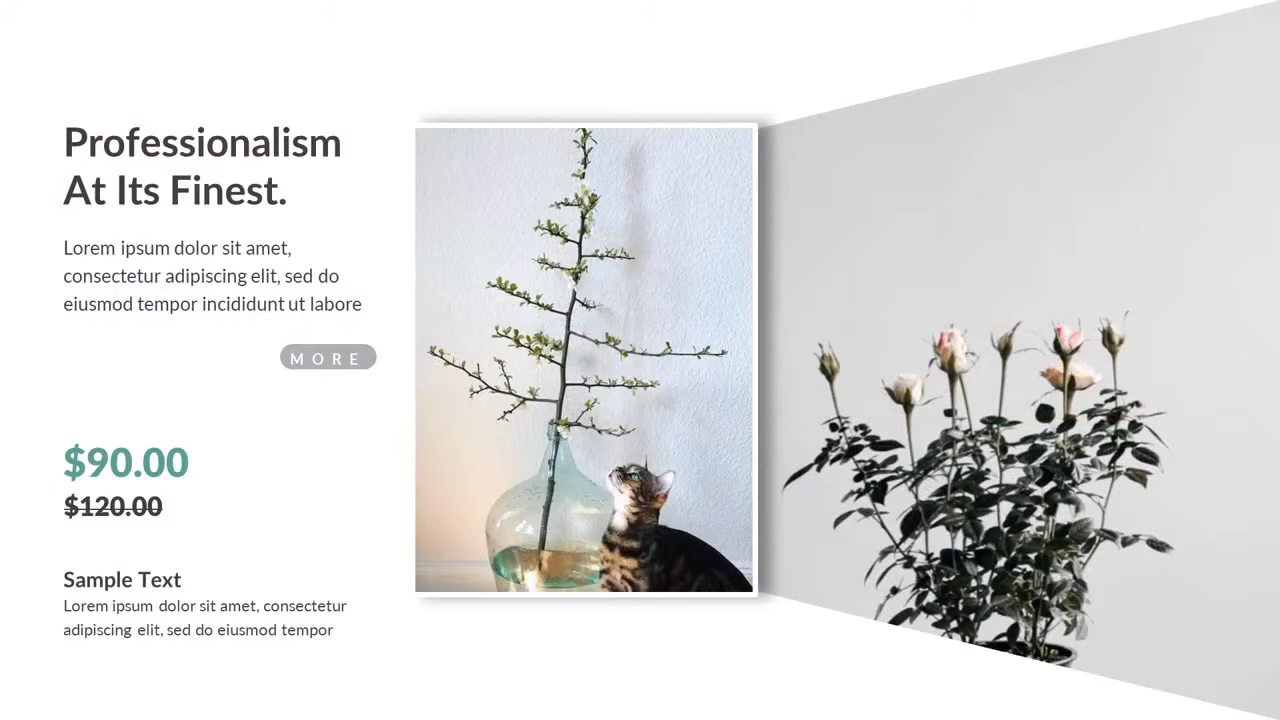 Professionalism
At Its Finest.
Lorem ipsum dolor sit amet,
consectetur adipiscing elit, sed do
eiusmod tempor incididunt ut labore
MORE
$90.00
$120.00
Sample Text
Lorem ipsum dolor sit amet, consectetur
adipiscing elit, sed do eiusmod tempor